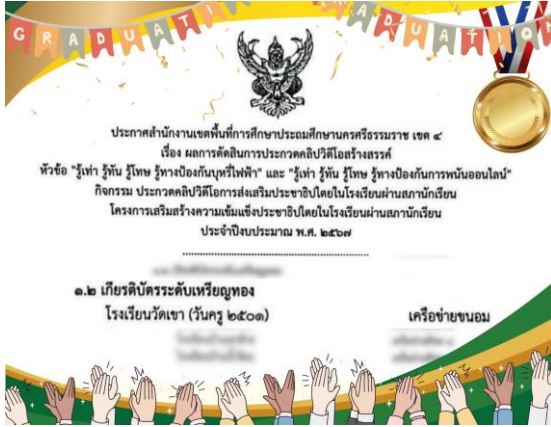 GRADUATION
GRADUATION
ประกาศสำนักงานเขตพื้นที่การศึกษาประถมศึกษานครศรีธรรมราช เขต ๔
เรื่อง ผลการตัดสินการประกวดคลิปวิดีโอสร้างสรรค์
หัวข้อ "รู้เท่า รู้ทัน รู้โทษ รู้ทางป้องกันบุหรี่ไฟฟ้า" และ "รู้เท่า รู้ทัน รู้โทษ รู้ทางป้องกันการพนันออนไลน์"
กิจกรรม ประกวดคลิปวิดีโอการส่งเสริมประชาธิปไตยในโรงเรียนผ่านสภานักเรียน
โครงการเสริมสร้างความเข้มแข็งประชาธิปไตยในโรงเรียนผ่านสภานักเรียน
ประจำปีงบประมาณ พ.ศ. ๒๕๖๗
๑.๒ เกียรติบัตรระดับเหรียญทอง
โรงเรียนวัดเขา (วันครู ๒๕๐๑) เครือข่ายขนอม